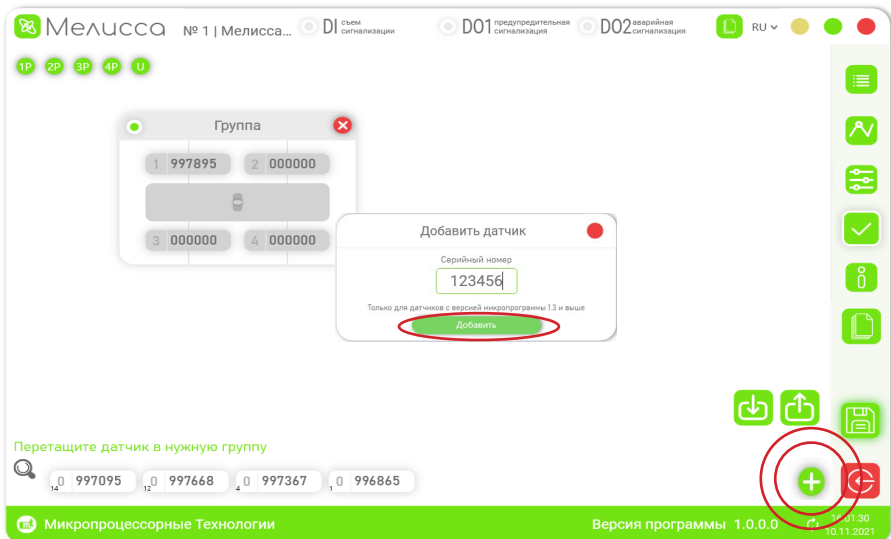 Мелисса № 1 | Мелисса... DI съем сигнализации DO1 предупредительная сигнализация DO2 аварийная сигнализация RU
1P 2P 3P 4P U
Группа
1 997895 2 000000
3 000000 4 000000
Добавить датчик
Серийный номер
123456
Только для датчиков с версией микропрограммы 1.3 и выше
Добавить
Перетащите датчик в нужную группу
14 0 997095 12 0 997668 4 0 997367 1 0 996865
mt Микропроцессорные Технологии Версия программы 1.0.0.0 16:01:30
10.11.2021